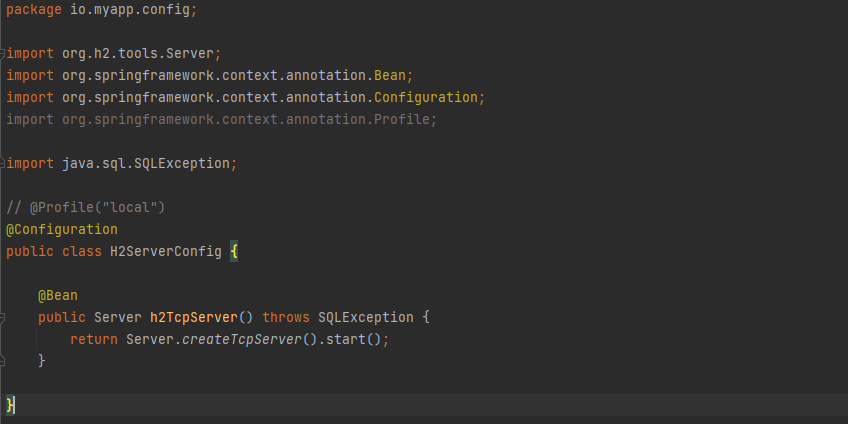 package io.myapp.config;
import org.h2.tools.Server;
import org.springframework.context.annotation.Bean;
import org.springframework.context.annotation.Configuration;
import org.springframework.context.annotation.Profile;
import java.sql.SQLException;
// @Profile("local")
@Configuration
public class H2ServerConfig {
@Bean
public Server h2TcpServer() throws SQLException {
return Server.createTcpServer().start();
}
}